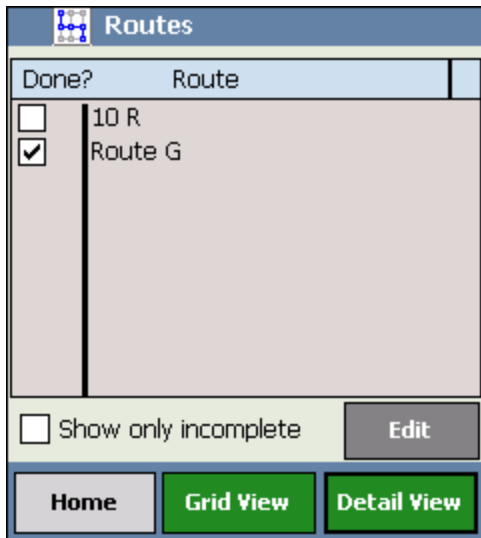 Routes
Done? Route
10 R
Route G
Show only incomplete Edit
Home Grid View Detail View